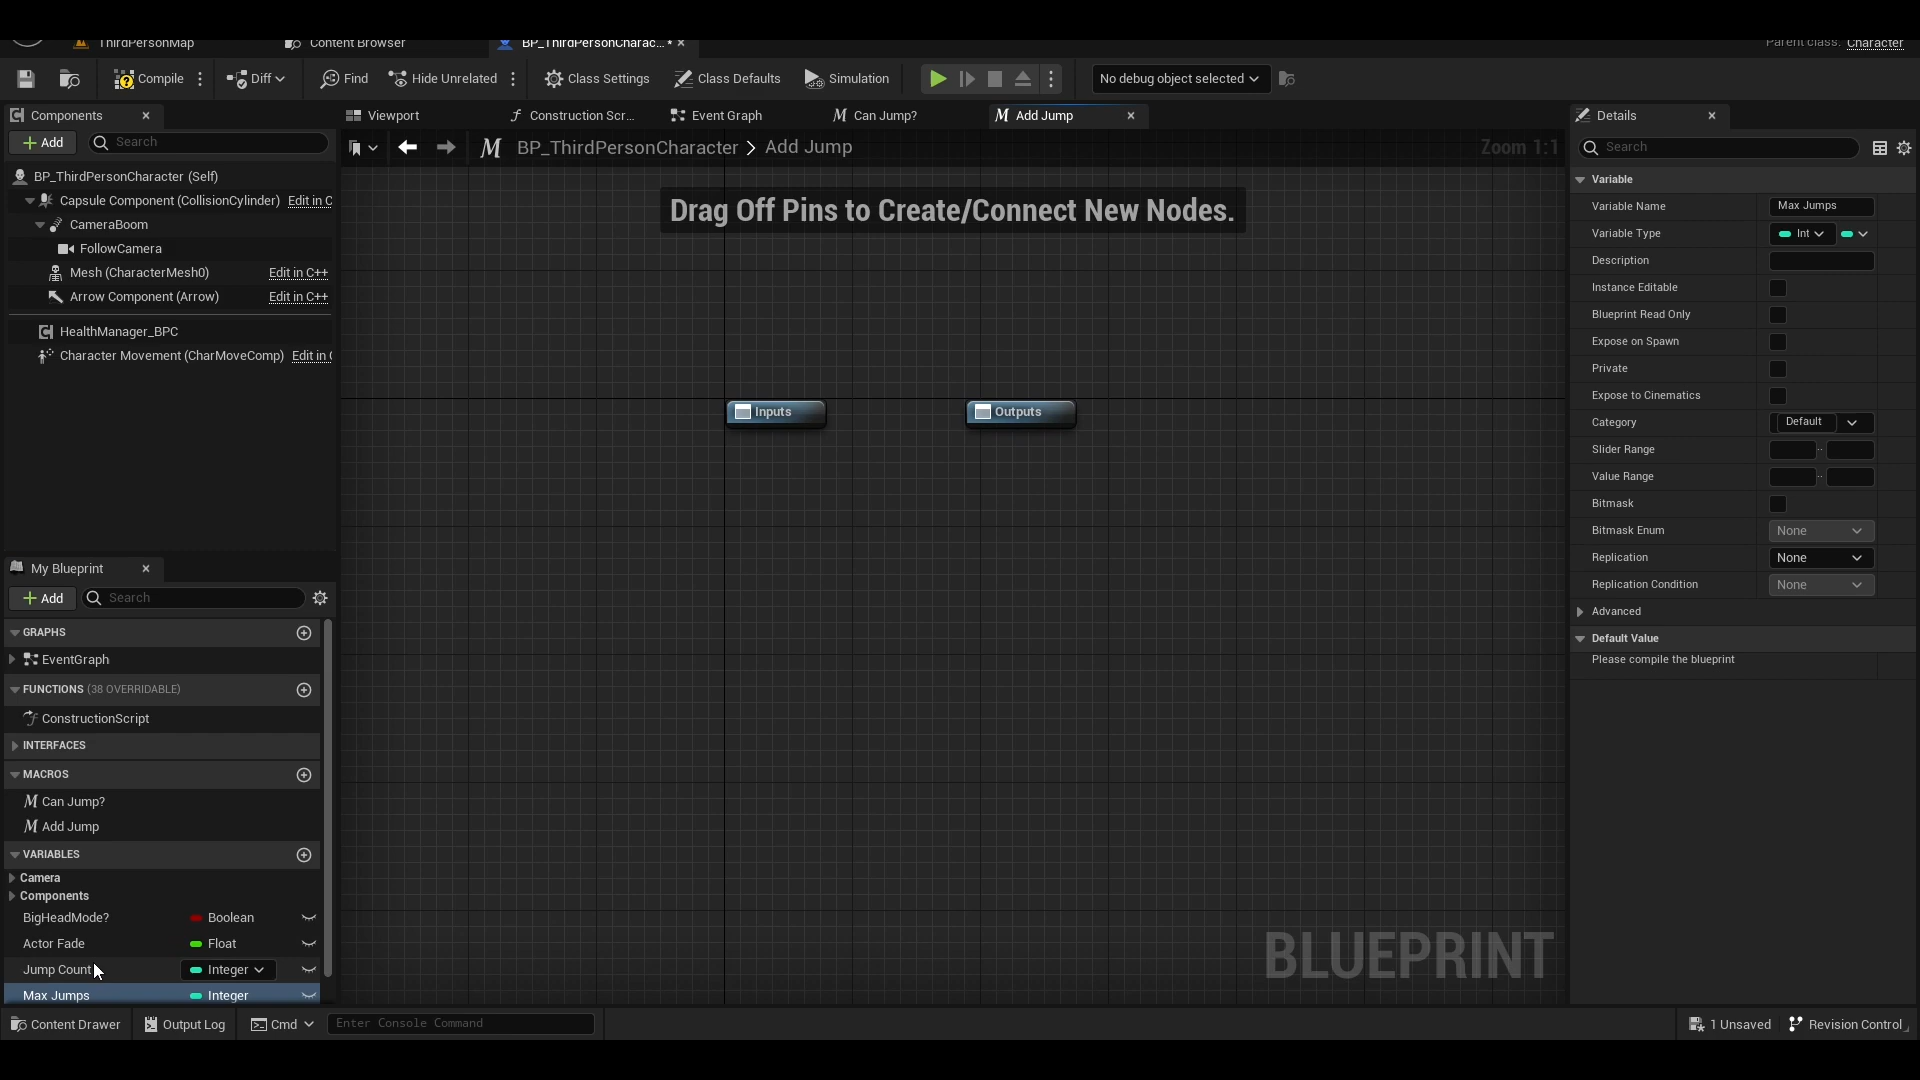 ThirdPersonMap
Content Browser
BP_ThirdPersonCharac... *
Parent class: Character
Compile
Diff
Find
Hide Unrelated
Class Settings
Class Defaults
Simulation
No debug object selected
Components
Viewport
Construction Scr...
Event Graph
Can Jump?
Add Jump
Details
Add
Search
BP_ThirdPersonCharacter > Add Jump
Zoom 1:1
Search
BP_ThirdPersonCharacter (Self)
Capsule Component (CollisionCylinder) Edit in C
CameraBoom
FollowCamera
Mesh (CharacterMesh0) Edit in C++
Arrow Component (Arrow) Edit in C++
HealthManager_BPC
Character Movement (CharMoveComp) Edit in C
Drag Off Pins to Create/Connect New Nodes.
Inputs
Outputs
BLUEPRINT
Variable
Variable Name Max Jumps
Variable Type Int
Description
Instance Editable
Blueprint Read Only
Expose on Spawn
Private
Expose to Cinematics
Category Default
Slider Range ..
Value Range ..
Bitmask
Bitmask Enum None
Replication None
Replication Condition None
Advanced
Default Value
Please compile the blueprint
My Blueprint
Add
Search
GRAPHS
EventGraph
FUNCTIONS (38 OVERRIDABLE)
ConstructionScript
INTERFACES
MACROS
Can Jump?
Add Jump
VARIABLES
Camera
Components
BigHeadMode? Boolean
Actor Fade Float
Jump Count Integer
Max Jumps Integer
Content Drawer
Output Log
Cmd
Enter Console Command
1 Unsaved
Revision Control